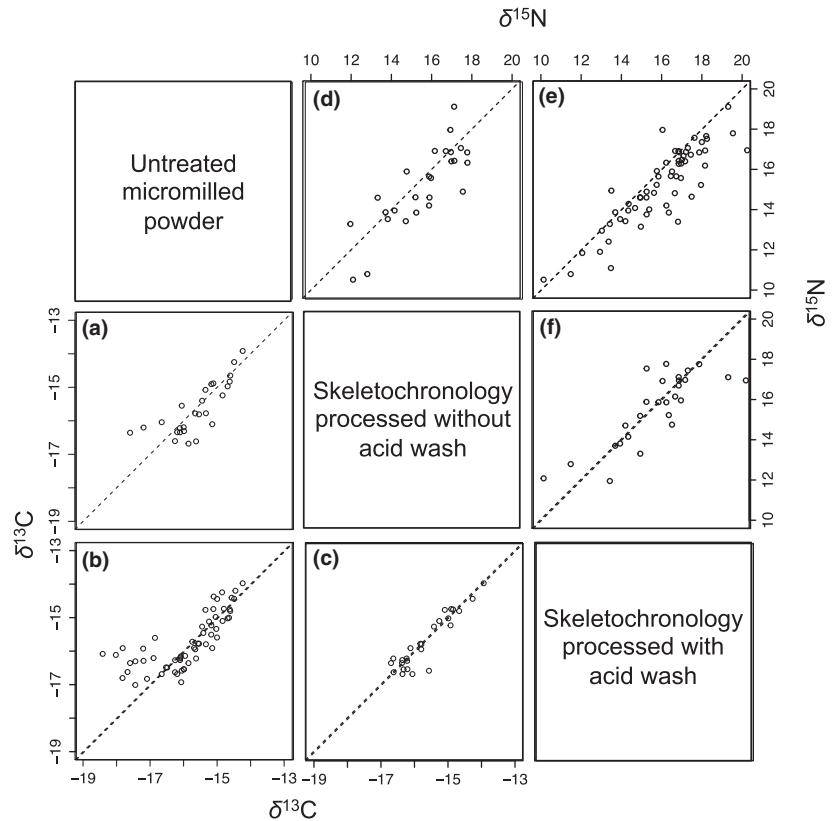 δ15N
10 12 14 16 18 20
10 12 14 16 18 20
Untreated
micromilled
powder
(d)
(e)
20
18
16
14
12
10
δ15N
−13
−15
−17
−19
(a)
Skeletochronology
processed without
acid wash
(f)
20
18
16
14
12
10
δ13C
−13
−15
−17
−19
(b)
(c)
Skeletochronology
processed with
acid wash
−19 −17 −15 −13
−19 −17 −15 −13
δ13C